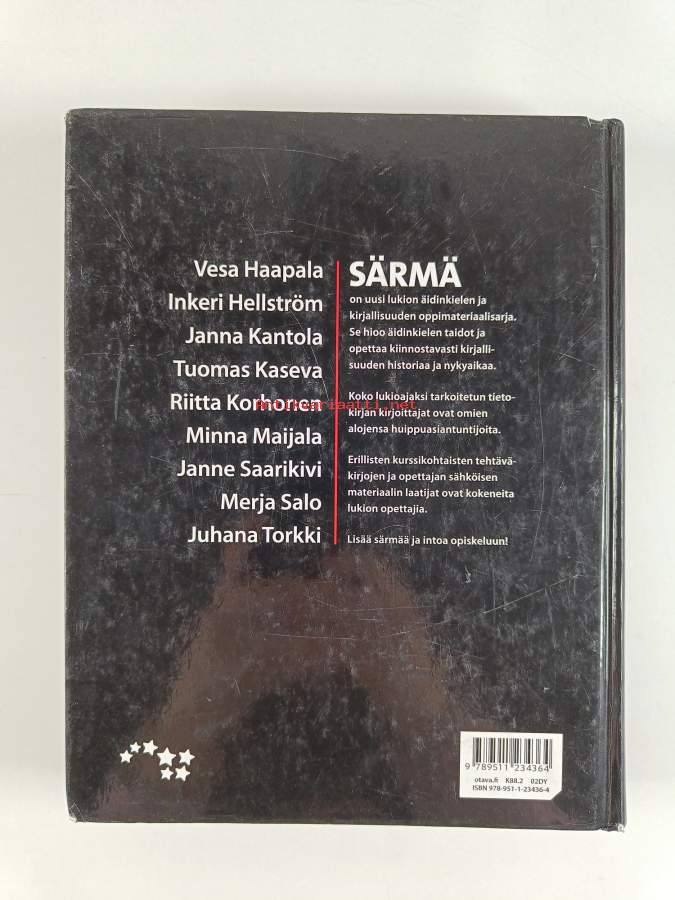 Vesa Haapala
Inkeri Hellström
Janna Kantola
Tuomas Kaseva
Riitta Korhonen
Minna Maijala
Janne Saarikivi
Merja Salo
Juhana Torkki
SÄRMÄ
on uusi lukion äidinkielen ja
kirjallisuuden oppimateriaalisarja.
Se hioo äidinkielen taidot ja
opettaa kiinnostavasti kirjalli-
suuden historiaa ja nykyaikaa.
Koko lukioajaksi tarkoitetun tieto-
kirjan kirjoittajat ovat omien
alojensa huippuasiantuntijoita.
Erillisten kurssikohtaisten tehtävä-
kirjojen ja opettajan sähköisen
materiaalin laatijat ovat kokeneita
lukion opettajia.
Lisää särmää ja intoa opiskeluun!
antikvariaatti.net
9 789511 234364
otava.fi K88.2 02DY
ISBN 978-951-1-23436-4